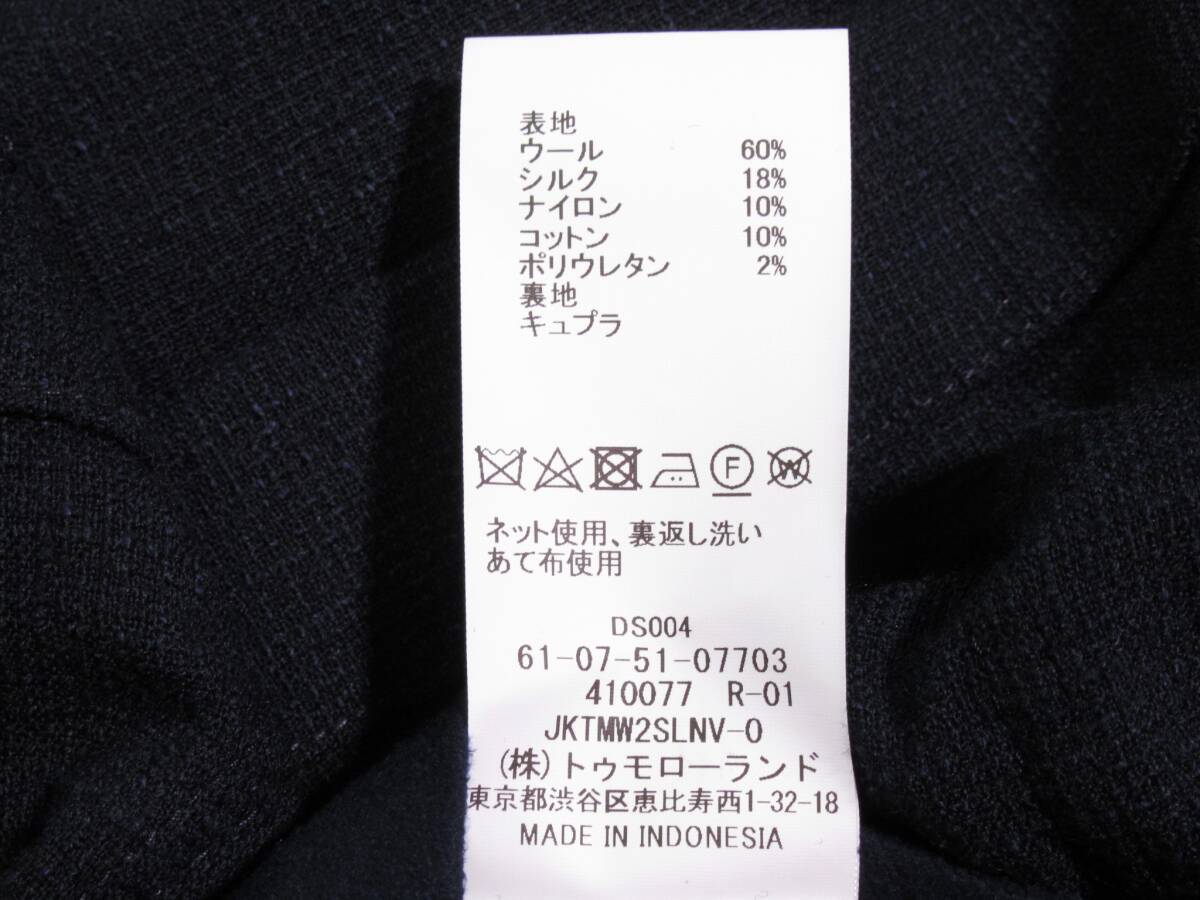 表地
ウール 60%
シルク 18%
ナイロン 10%
コットン 10%
ポリウレタン 2%
裏地
キュプラ
F W
ネット使用、裏返し洗い
あて布使用
DS004
61-07-51-07703
410077 R-01
JKTMW2SLNV-0
(株)トゥモローランド
東京都渋谷区恵比寿西1-32-18
MADE IN INDONESIA